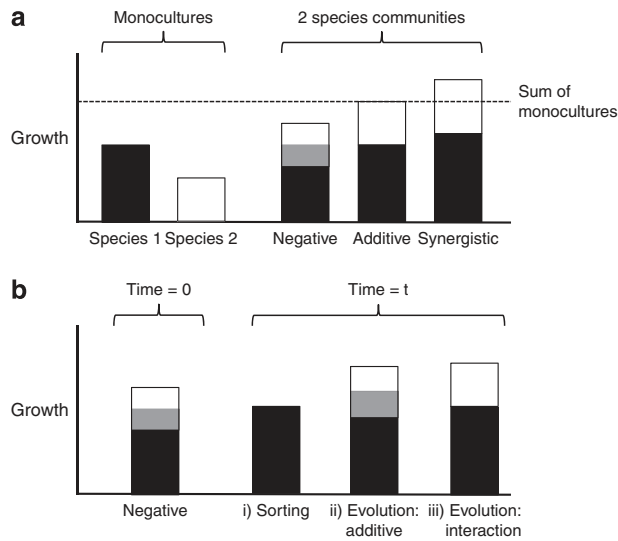 a
Monocultures
2 species communities
Growth
Sum of
monocultures
Species 1 Species 2
Negative
Additive
Synergistic
b
Time = 0
Time = t
Growth
Negative
i) Sorting
ii) Evolution:
additive
iii) Evolution:
interaction